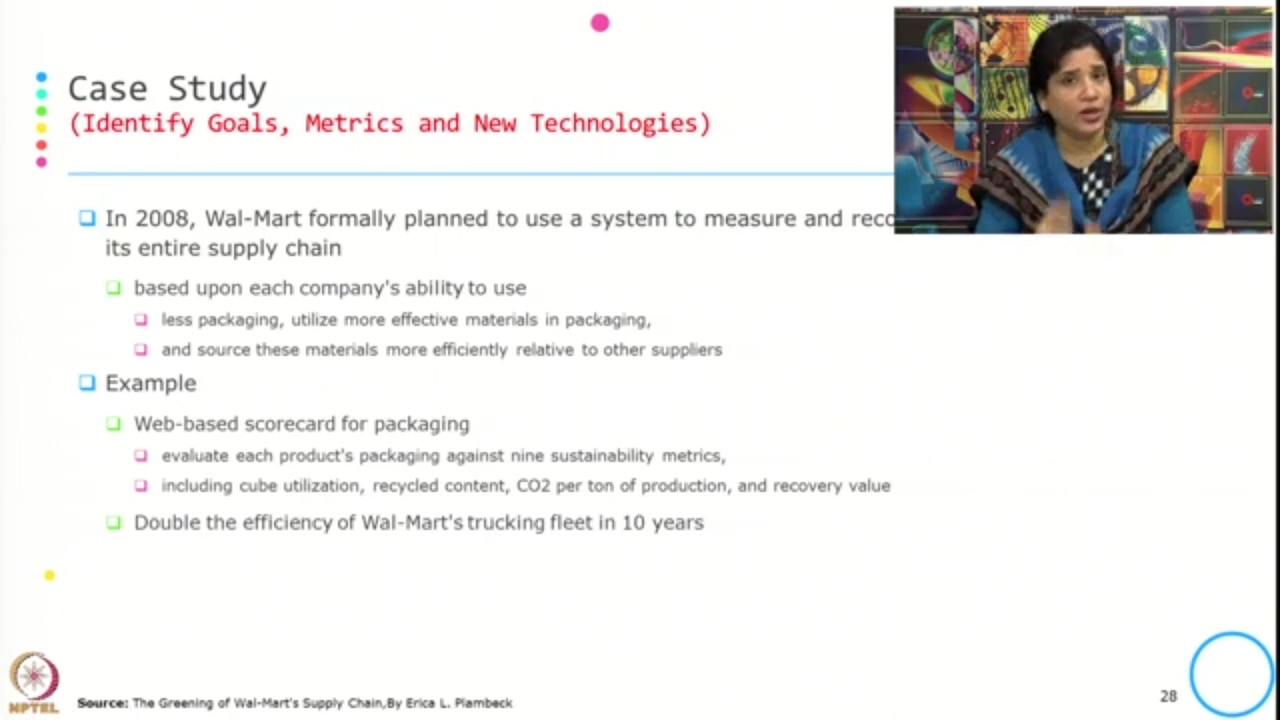 Case Study
(Identify Goals, Metrics and New Technologies)
In 2008, Wal-Mart formally planned to use a system to measure and
its entire supply chain
based upon each company's ability to use
less packaging, utilize more effective materials in packaging,
and source these materials more efficiently relative to other suppliers
Example
Web-based scorecard for packaging
evaluate each product's packaging against nine sustainability metrics,
including cube utilization, recycled content, CO2 per ton of production, and recovery value
Double the efficiency of Wal-Mart's trucking fleet in 10 years
NPTEL
Source: The Greening of Wal-Mart's Supply Chain,By Erica L. Plambeck
28